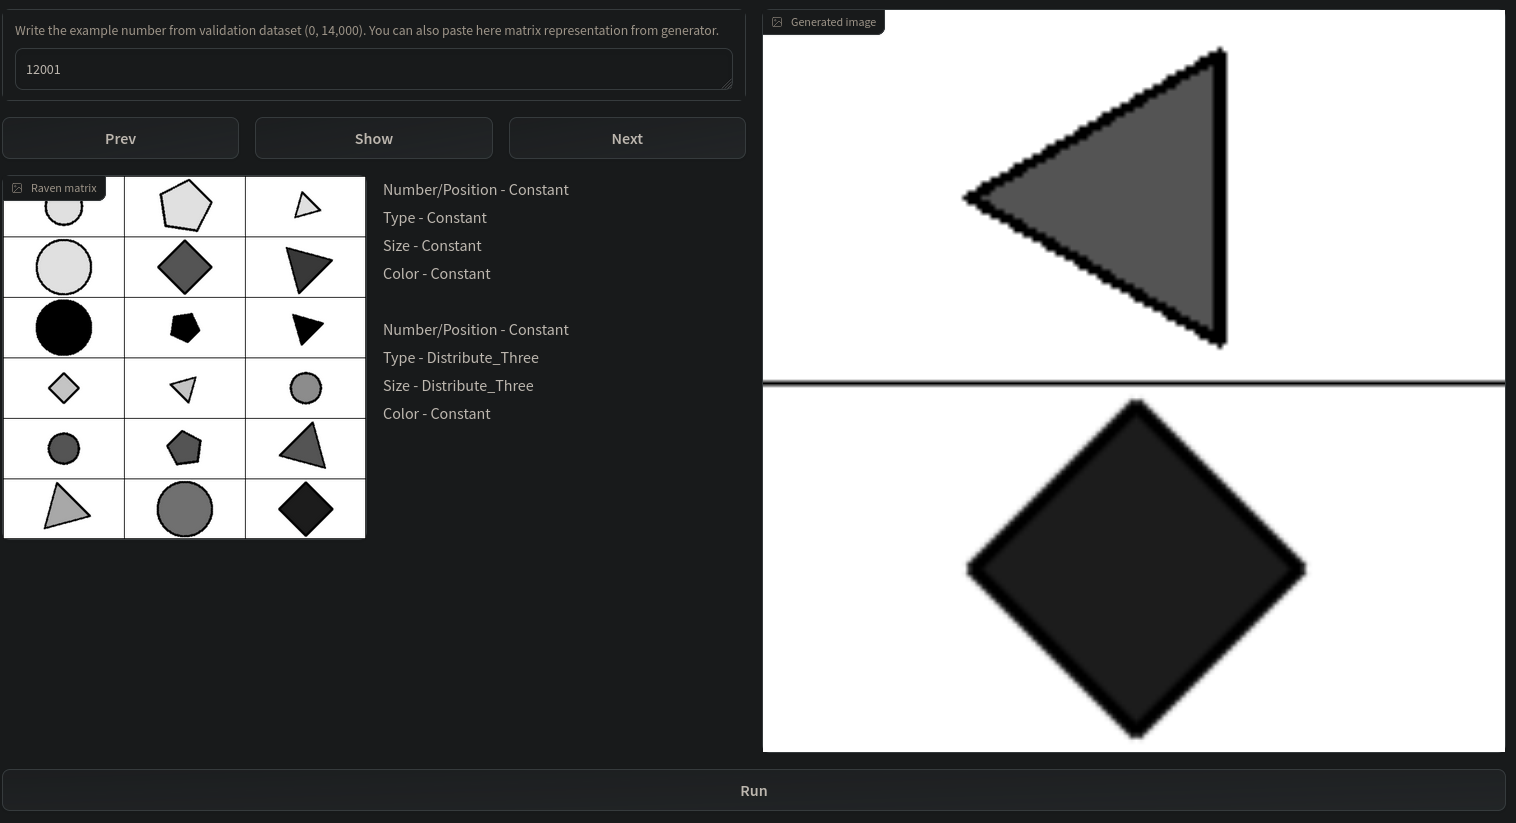 Write the example number from validation dataset (0, 14,000). You can also paste here matrix representation from generator.
12001
Prev
Show
Next
Raven matrix
Number/Position - Constant
Type - Constant
Size - Constant
Color - Constant
Number/Position - Constant
Type - Distribute_Three
Size - Distribute_Three
Color - Constant
Generated image
Run